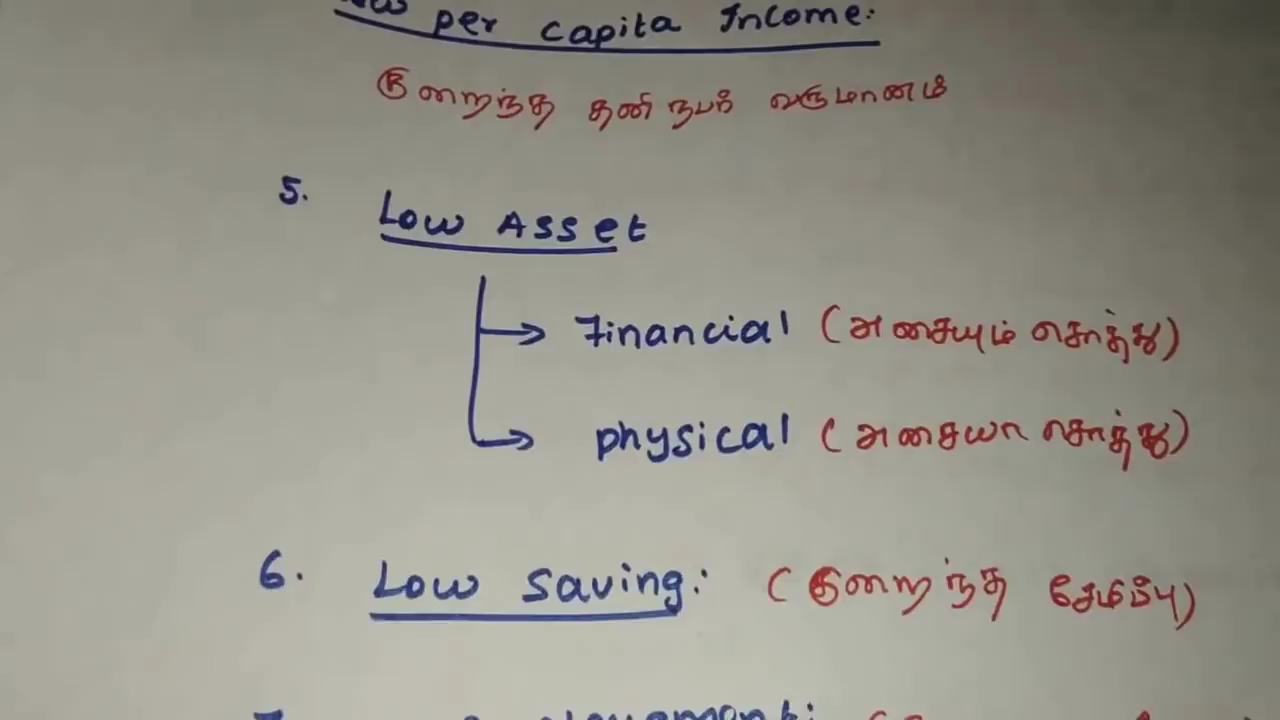 per capita Income:
குறைந்த தனி நபர் வருமானம்
5. Low Asset
Financial (அசையும் சொத்து)
physical (அசையா சொத்து)
6. Low Saving: (குறைந்த சேமிப்பு)